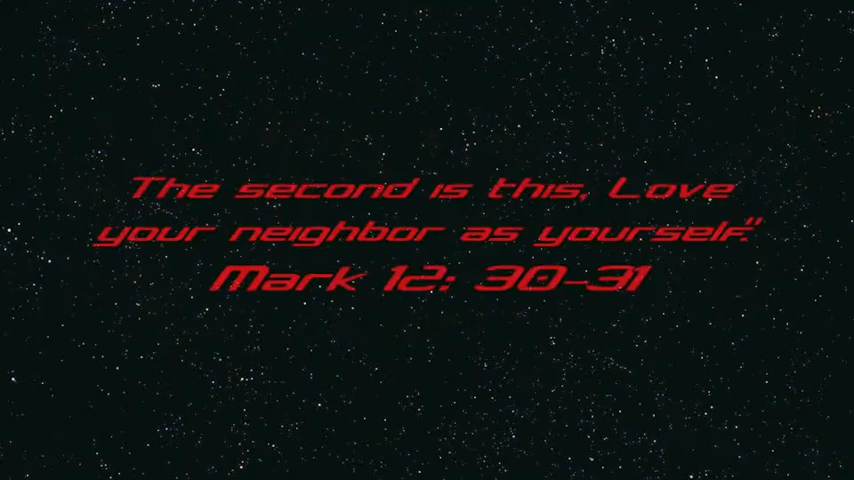 The second is this, Love
your neighbor as yourself."
Mark 12: 30-31